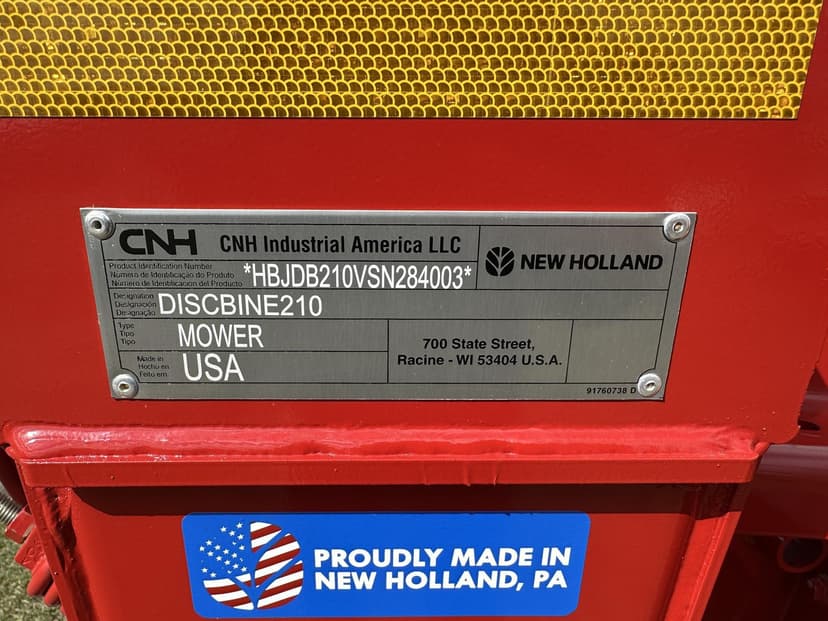 CNH CNH Industrial America LLC
Product Identification Number
Número de Identificação do Produto
Número de Identificacion del Producto
*HBJDB210VSN284003*
NEW HOLLAND
Designation
Designación
Designação
DISCBINE210
Type
Tipo
Tipo
MOWER
700 State Street,
Racine - WI 53404 U.S.A.
Made in
Hecho en
Feito em
USA
91760738 D
PROUDLY MADE IN
NEW HOLLAND, PA